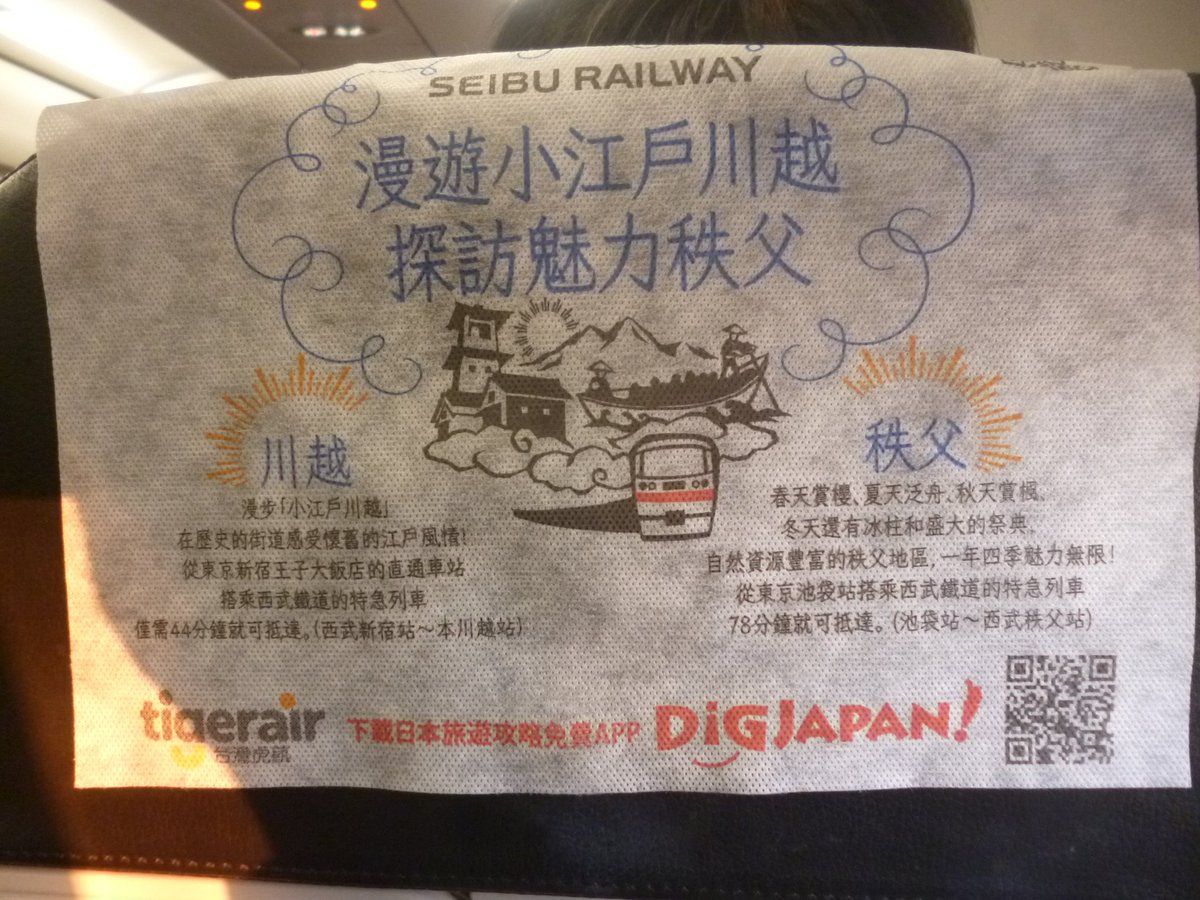 SEIBU RAILWAY
漫遊小江戶川越
探訪魅力秩父
川越
漫步「小江戶川越」
在歷史的街道感受懷舊的江戶風情!
從東京新宿王子大飯店的直通車站
搭乘西武鐵道的特急列車
僅需44分鐘就可抵達。(西武新宿站～本川越站)
秩父
春天賞櫻、夏天泛舟、秋天賞楓,
冬天還有冰柱和盛大的祭典,
自然資源豐富的秩父地區,一年四季魅力無限!
從東京池袋站搭乘西武鐵道的特急列車
78分鐘就可抵達。(池袋站～西武秩父站)
tigerair
台灣虎航
下載日本旅遊攻略免費APP
DiGJAPAN!